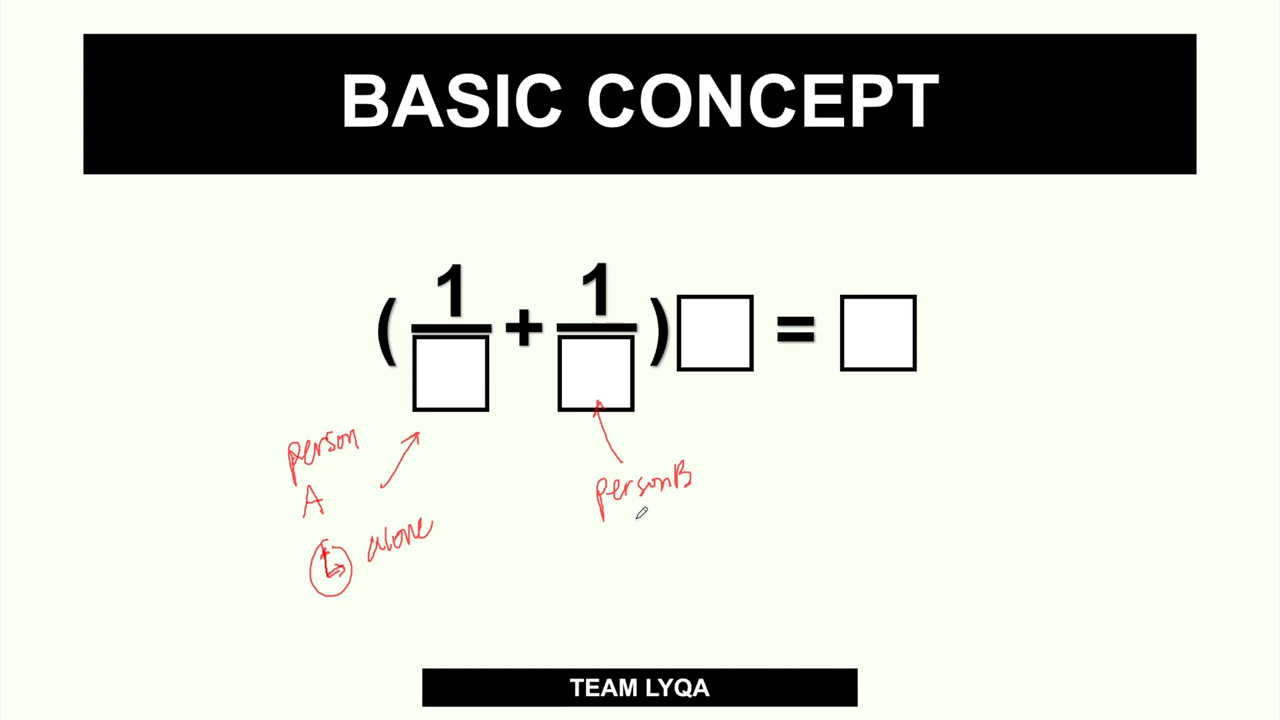 BASIC CONCEPT
( 1/□ + 1/□ ) □ = □
person
A
alone
personB
TEAM LYQA